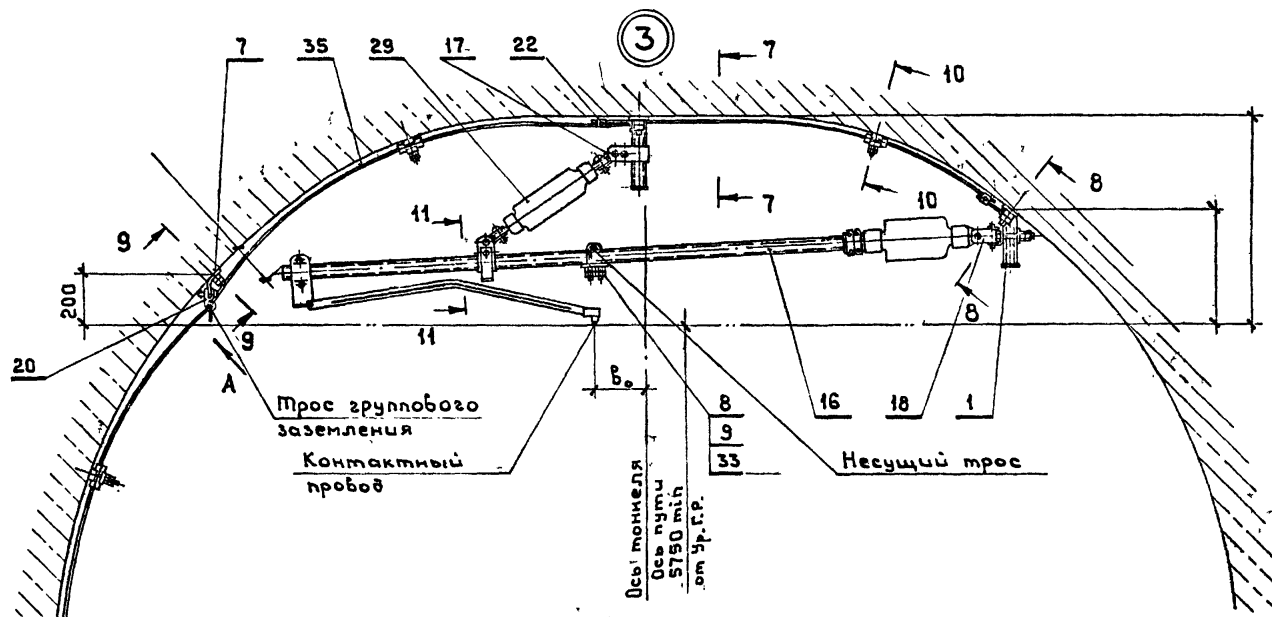 3
7
35
29
17
22
7
10
8
9
11
7
10
200
9
11
8
20
А
в₀
Трос группового
заземления
Контактный
провод
8
9
33
16
18
1
Несущий трос
Ось тоннеля
Ось пути
5750 min
от Ур.Г.Р.